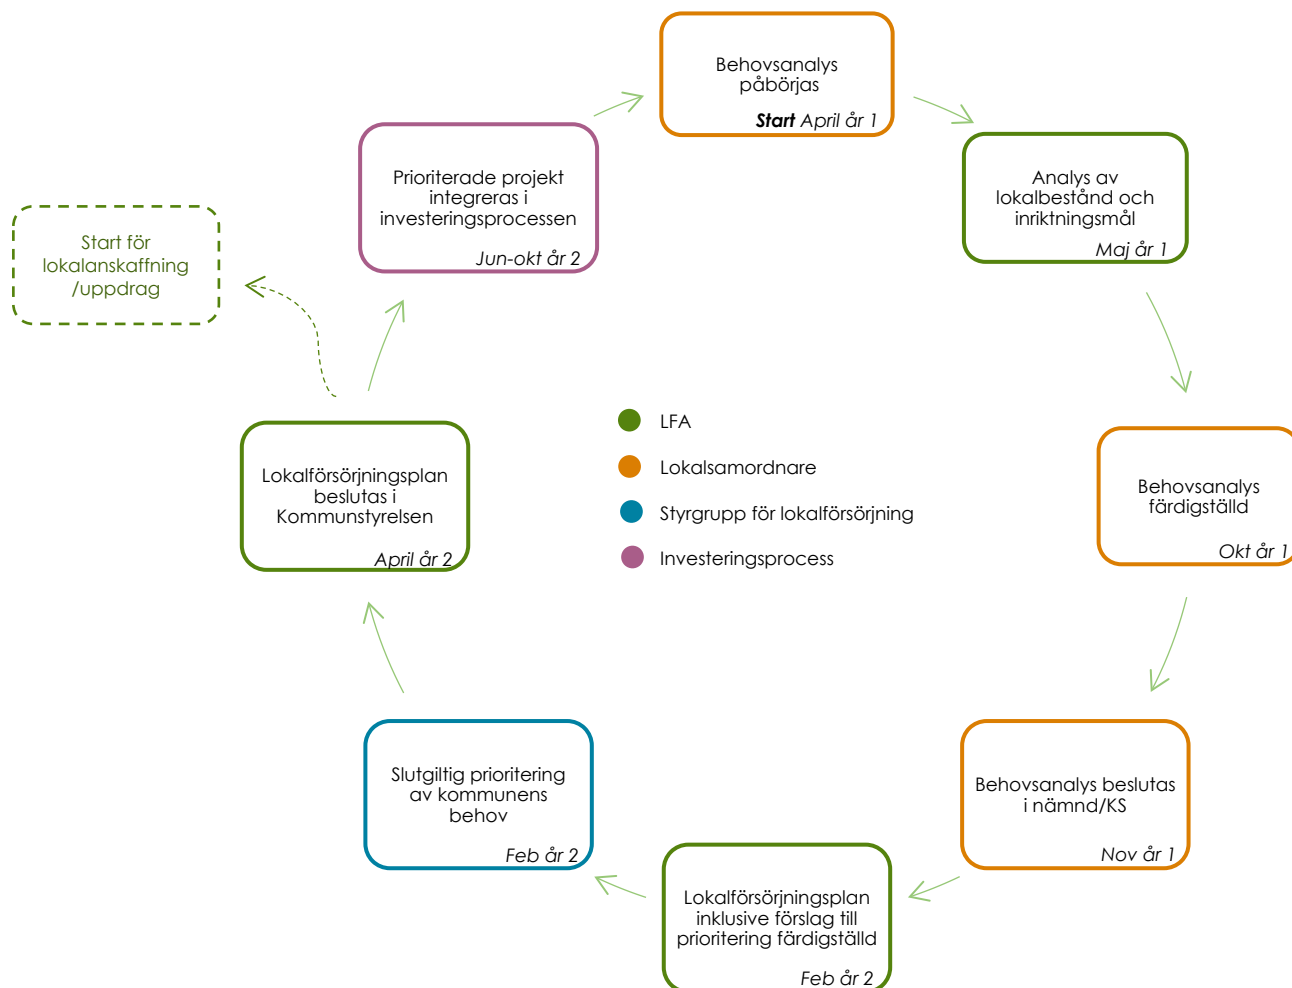 Behovsanalys
påbörjas
Start April år 1
Analys av
lokalbestånd och
inriktningsmål
Maj år 1
Behovsanalys
färdigställd
Okt år 1
Behovsanalys beslutas
i nämnd/KS
Nov år 1
Lokalförsörjningsplan
inklusive förslag till
prioritering färdigställd
Feb år 2
Slutgiltig prioritering
av kommunens
behov
Feb år 2
Lokalförsörjningsplan
beslutas i
Kommunstyrelsen
April år 2
Start för
lokalanskaffning
/uppdrag
Prioriterade projekt
integreras i
investeringsprocessen
Jun-okt år 2
LFA
Lokalsamordnare
Styrgrupp för lokalförsörjning
Investeringsprocess